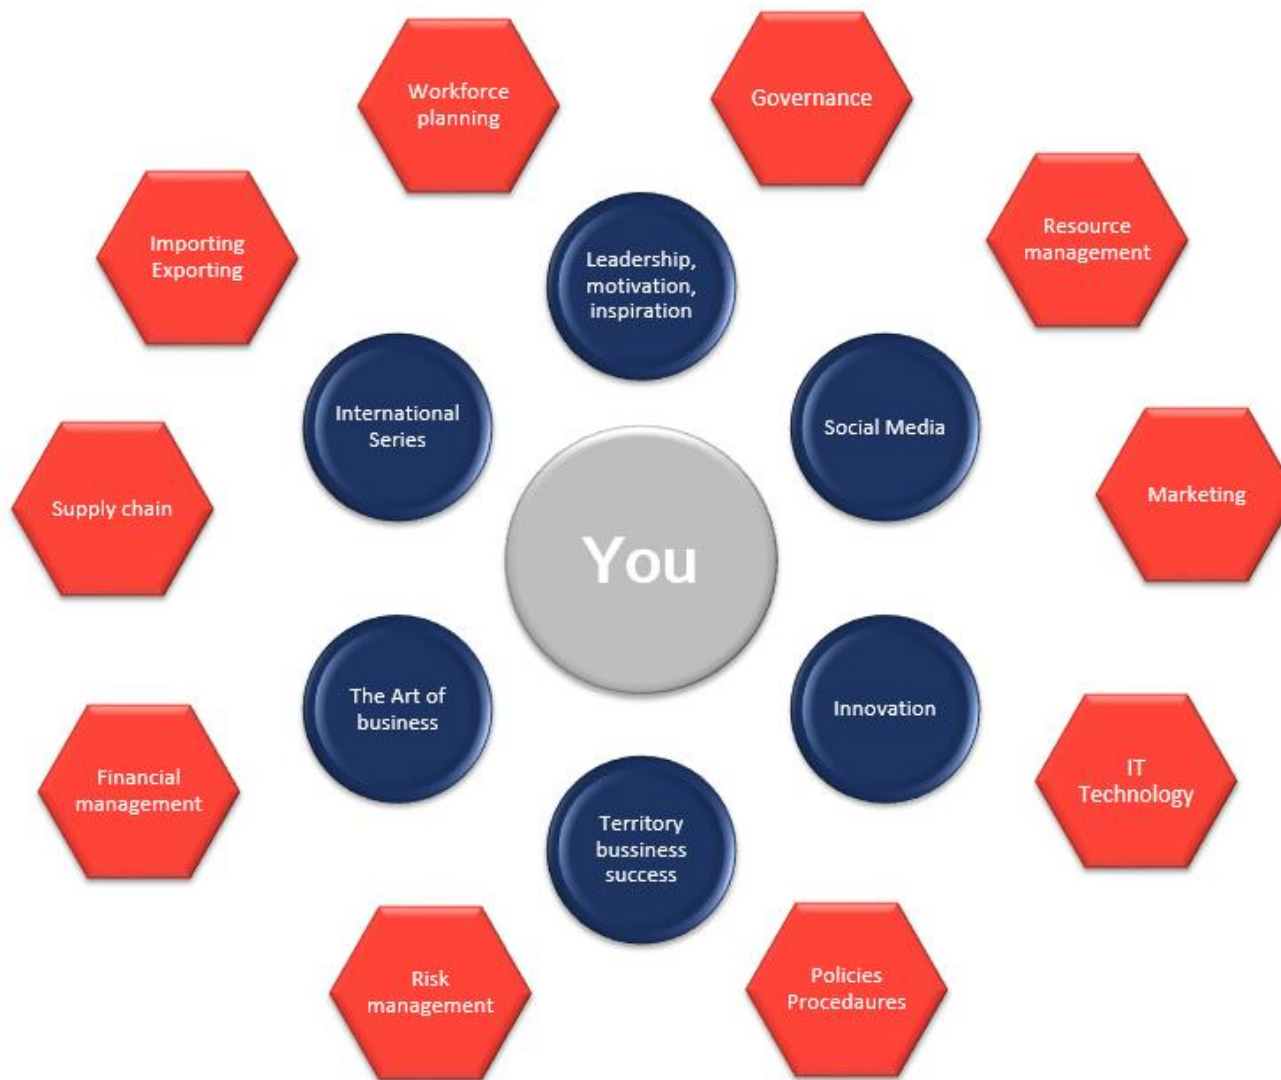 Workforce
planning
Governance
Importing
Exporting
Resource
management
Leadership,
motivation,
inspiration
International
Series
Social Media
Supply chain
Marketing
You
The Art of
business
Innovation
Financial
management
IT
Technology
Territory
bussiness
success
Risk
management
Policies
Procedaures